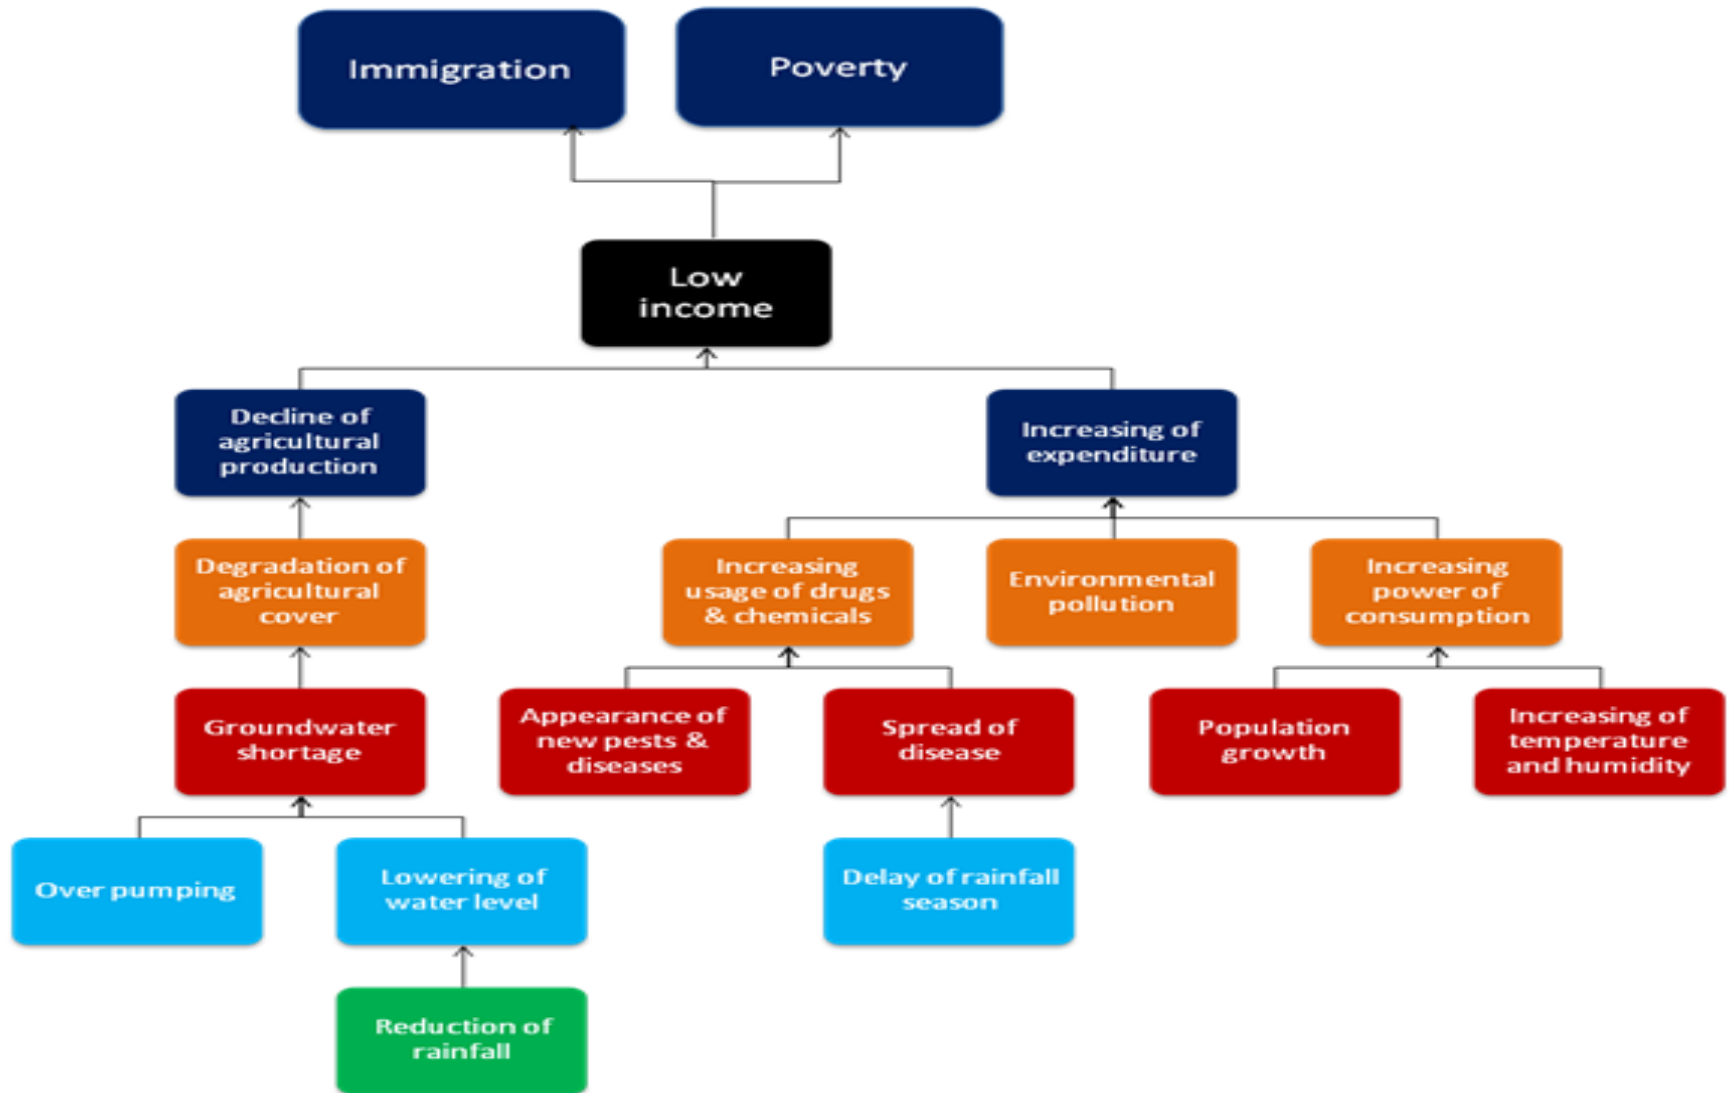 Immigration
Poverty
Low
income
Decline of
agricultural
production
Increasing of
expenditure
Degradation of
agricultural
cover
Increasing
usage of drugs
& chemicals
Environmental
pollution
Increasing
power of
consumption
Groundwater
shortage
Appearance of
new pests &
diseases
Spread of
disease
Population
growth
Increasing of
temperature
and humidity
Over pumping
Lowering of
water level
Delay of rainfall
season
Reduction of
rainfall